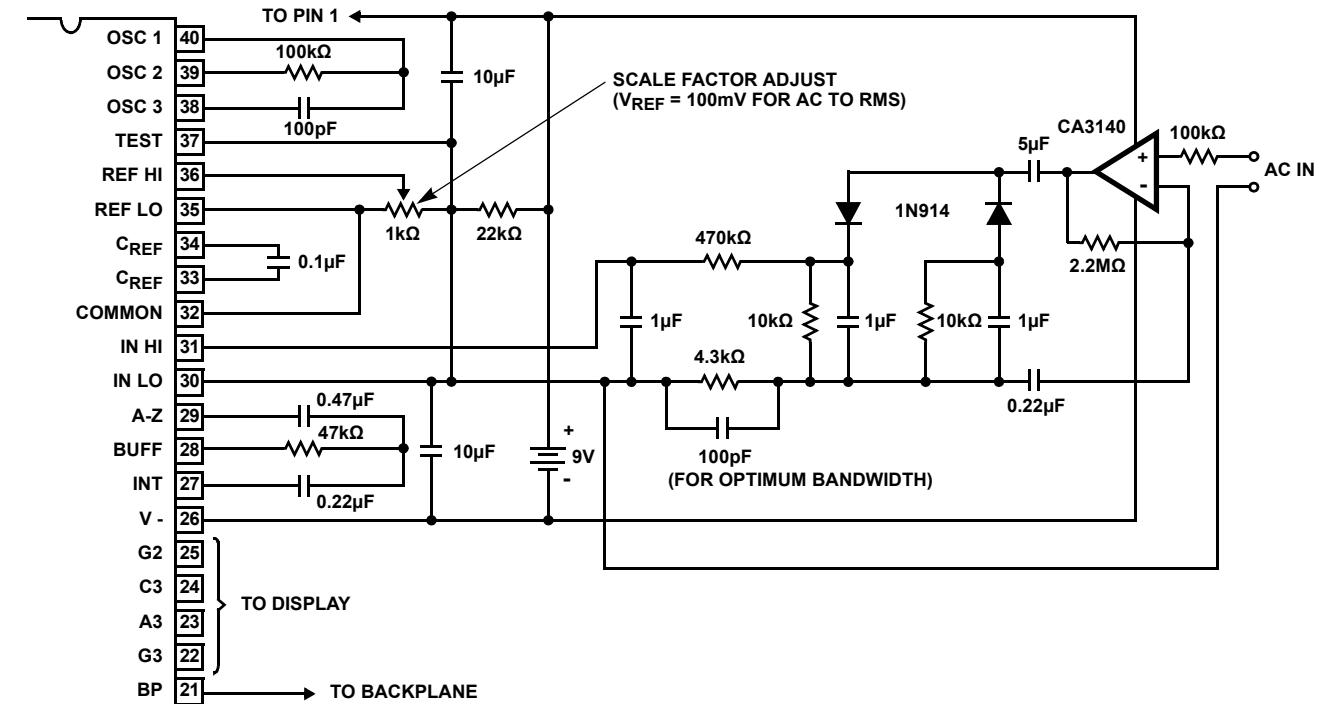 TO PIN 1
OSC 1 40
100kΩ
OSC 2 39
10µF
SCALE FACTOR ADJUST
(VREF = 100mV FOR AC TO RMS)
OSC 3 38
100pF
TEST 37
CA3140
100kΩ
5µF
+
-
AC IN
REF HI 36
REF LO 35
1kΩ
22kΩ
1N914
470kΩ
2.2MΩ
CREF 34
0.1µF
CREF 33
COMMON 32
1µF
10kΩ
1µF
10kΩ
1µF
IN HI 31
4.3kΩ
IN LO 30
0.22µF
A-Z 29
0.47µF
47kΩ
BUFF 28
10µF
+
9V
-
100pF
(FOR OPTIMUM BANDWIDTH)
INT 27
0.22µF
V - 26
G2 25
C3 24
TO DISPLAY
A3 23
G3 22
BP 21
TO BACKPLANE